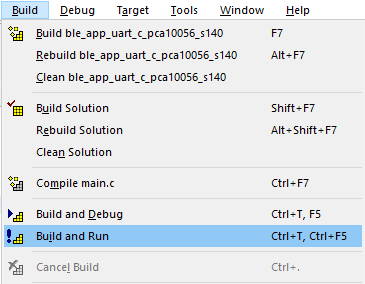 Build Debug Target Tools Window Help
Build ble_app_uart_c_pca10056_s140 F7
Rebuild ble_app_uart_c_pca10056_s140 Alt+F7
Clean ble_app_uart_c_pca10056_s140
Build Solution Shift+F7
Rebuild Solution Alt+Shift+F7
Clean Solution
Compile main.c Ctrl+F7
Build and Debug Ctrl+T, F5
Build and Run Ctrl+T, Ctrl+F5
Cancel Build Ctrl+.